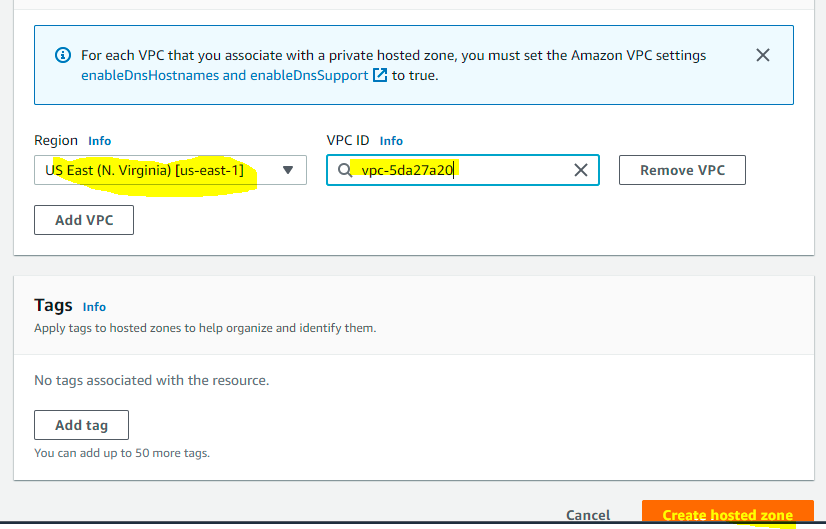 For each VPC that you associate with a private hosted zone, you must set the Amazon VPC settings
enableDnsHostnames and enableDnsSupport to true.
Region Info
VPC ID Info
US East (N. Virginia) [us-east-1]
vpc-5da27a20
Remove VPC
Add VPC
Tags Info
Apply tags to hosted zones to help organize and identify them.
No tags associated with the resource.
Add tag
You can add up to 50 more tags.
Cancel
Create hosted zone